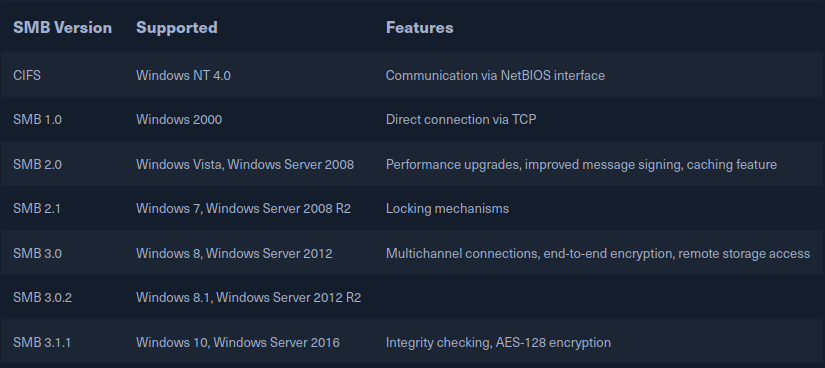 SMB Version Supported Features
CIFS Windows NT 4.0 Communication via NetBIOS interface
SMB 1.0 Windows 2000 Direct connection via TCP
SMB 2.0 Windows Vista, Windows Server 2008 Performance upgrades, improved message signing, caching feature
SMB 2.1 Windows 7, Windows Server 2008 R2 Locking mechanisms
SMB 3.0 Windows 8, Windows Server 2012 Multichannel connections, end-to-end encryption, remote storage access
SMB 3.0.2 Windows 8.1, Windows Server 2012 R2
SMB 3.1.1 Windows 10, Windows Server 2016 Integrity checking, AES-128 encryption